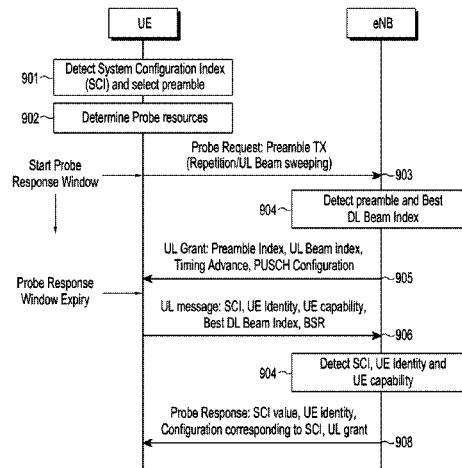 UE
eNB
901
Detect System Configuration Index
(SCI) and select preamble
902
Determine Probe resources
Probe Request: Preamble TX
(Repetition/UL Beam sweeping)
903
Start Probe
Response Window
904
Detect preamble and Best
DL Beam Index
UL Grant: Preamble Index, UL Beam index,
Timing Advance, PUSCH Configuration
905
Probe Response
Window Expiry
UL message: SCI, UE Identity, UE capability,
Best DL Beam Index, BSR
906
904
Detect SCI, UE identity and
UE capability
Probe Response: SCI value, UE identity,
Configuration corresponding to SCI, UL grant
908